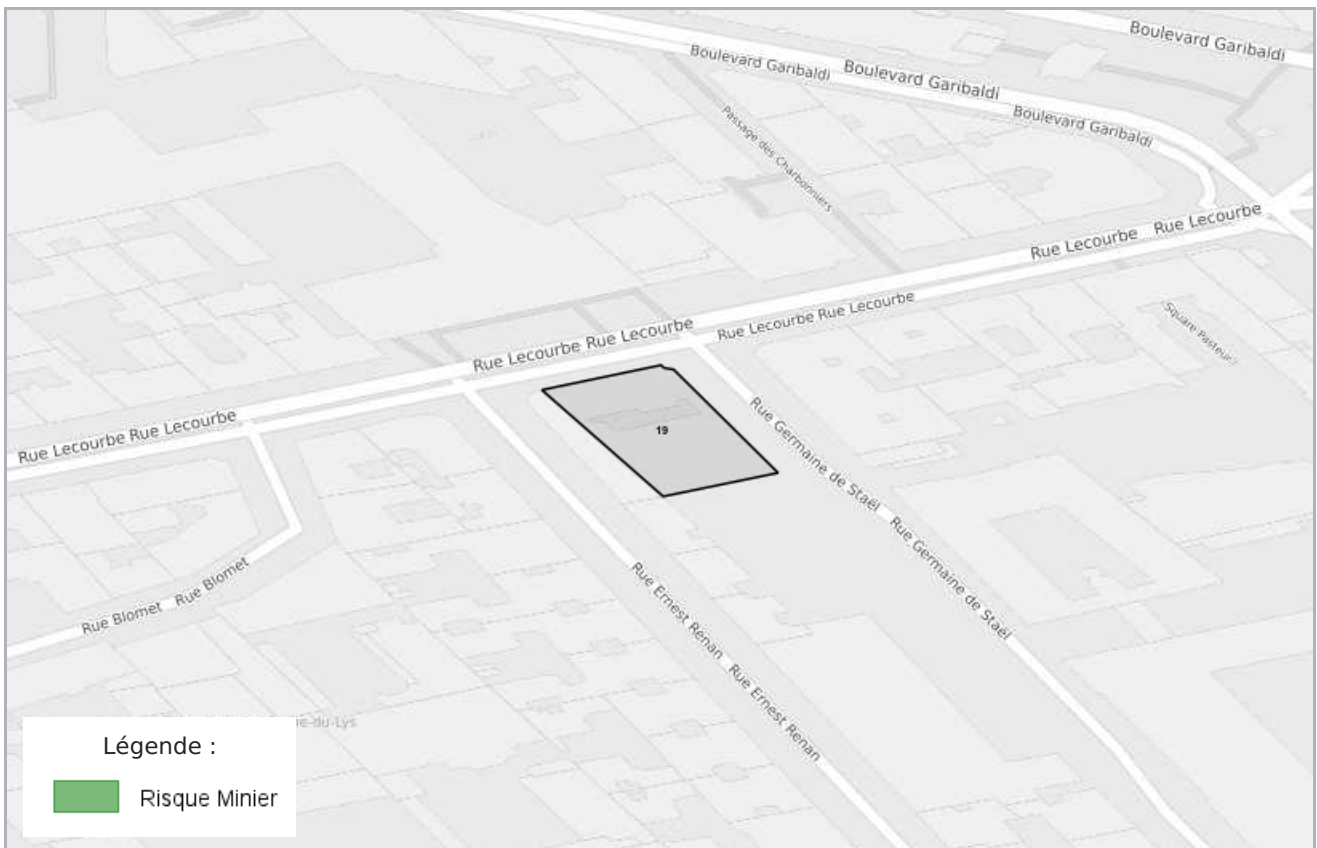 Boulevard Garibaldi
Boulevard Garibaldi
Boulevard Garibaldi
Boulevard Garibaldi
Passage des Charbonniers
Rue Lecourbe Rue Lecourbe
Rue Lecourbe Rue Lecourbe
Rue Lecourbe Rue Lecourbe
Square Pasteur
Rue Lecourbe Rue Lecourbe
19
Rue Germaine de Staël
Rue Germaine de Staël
Rue Blomet Rue Blomet
Rue Ernest Renan
Rue Ernest Renan
e-du-Lys
Légende :
Risque Minier